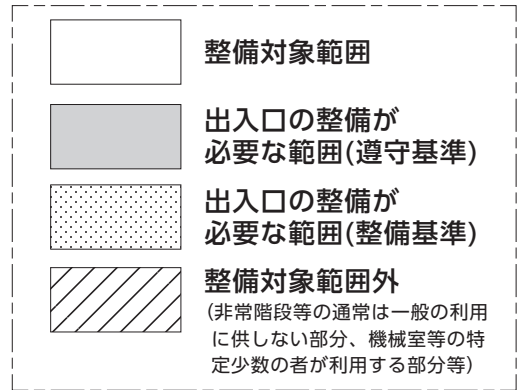 整備対象範囲
出入口の整備が
必要な範囲(遵守基準)
出入口の整備が
必要な範囲(整備基準)
整備対象範囲外
(非常階段等の通常は一般の利用
に供しない部分、機械室等の特
定少数の者が利用する部分等)